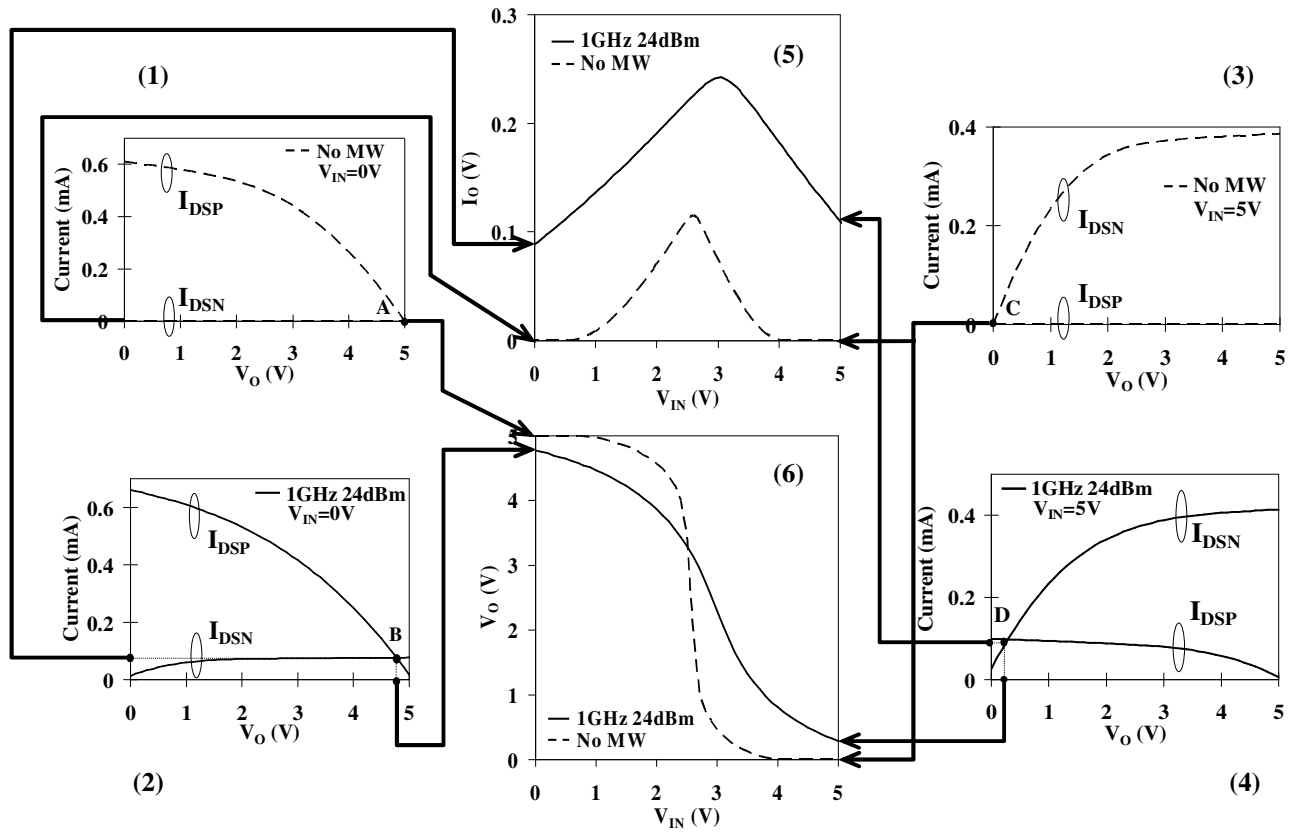 (1)
0.6
0.4
0.2
0
Current (mA)
No MW
V_IN=0V
I_DSP
I_DSN
A
0 1 2 3 4 5
V_O (V)
(5)
0.3
0.2
0.1
0
I_O (V)
1GHz 24dBm
No MW
0 1 2 3 4 5
V_IN (V)
(3)
0.4
0.2
0
Current (mA)
No MW
V_IN=5V
I_DSN
I_DSP
C
0 1 2 3 4 5
V_O (V)
(2)
0.6
0.4
0.2
0
Current (mA)
1GHz 24dBm
V_IN=0V
I_DSP
I_DSN
B
0 1 2 3 4 5
V_O (V)
(6)
5
4
3
2
1
0
V_O (V)
1GHz 24dBm
No MW
0 1 2 3 4 5
V_IN (V)
(4)
0.4
0.2
0
Current (mA)
1GHz 24dBm
V_IN=5V
I_DSN
I_DSP
D
0 1 2 3 4 5
V_O (V)